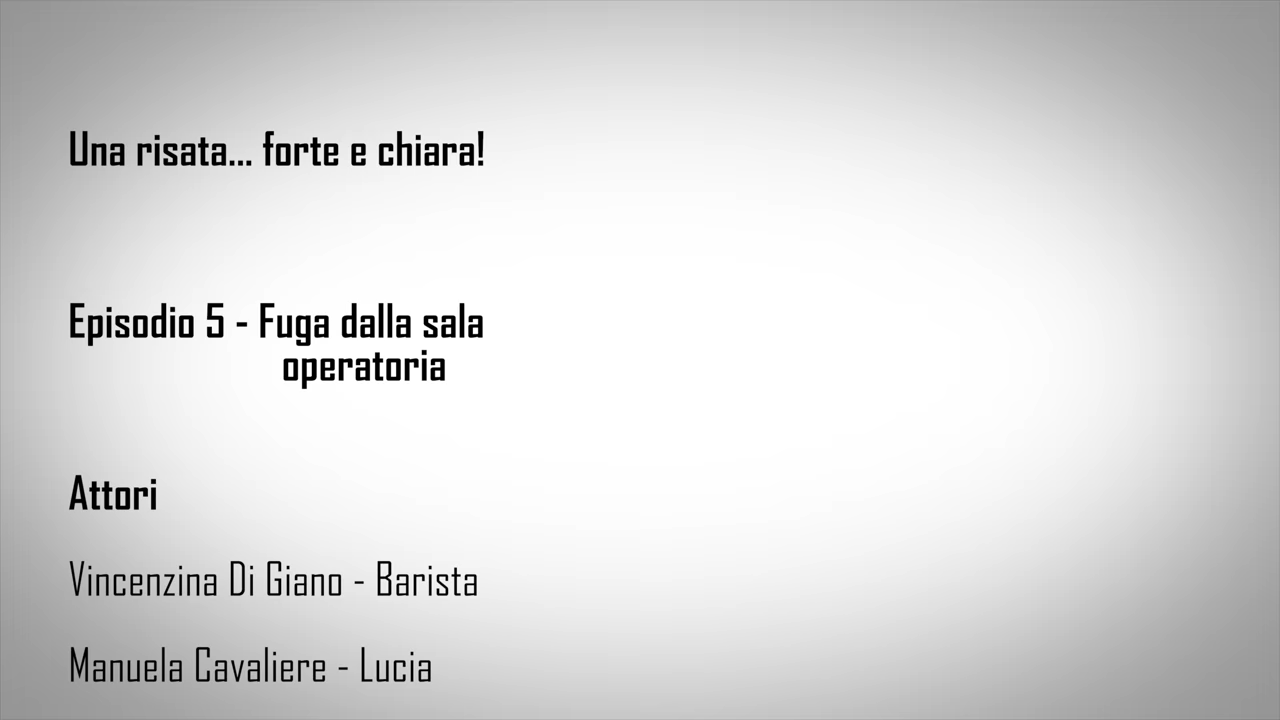 Una risata... forte e chiara!
Episodio 5 - Fuga dalla sala
operatoria
Attori
Vincenzina Di Giano - Barista
Manuela Cavaliere - Lucia